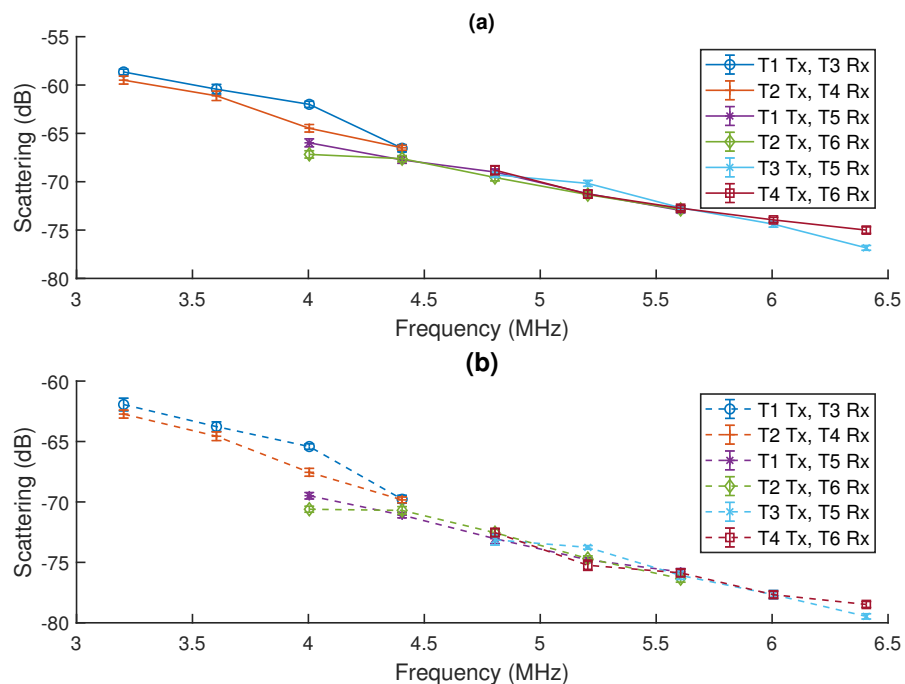 (a)
-55
-60
-65
-70
-75
-80
Scattering (dB)
3 3.5 4 4.5 5 5.5 6 6.5
Frequency (MHz)
T1 Tx, T3 Rx
T2 Tx, T4 Rx
T1 Tx, T5 Rx
T2 Tx, T6 Rx
T3 Tx, T5 Rx
T4 Tx, T6 Rx
(b)
-60
-65
-70
-75
-80
Scattering (dB)
3 3.5 4 4.5 5 5.5 6 6.5
Frequency (MHz)
T1 Tx, T3 Rx
T2 Tx, T4 Rx
T1 Tx, T5 Rx
T2 Tx, T6 Rx
T3 Tx, T5 Rx
T4 Tx, T6 Rx